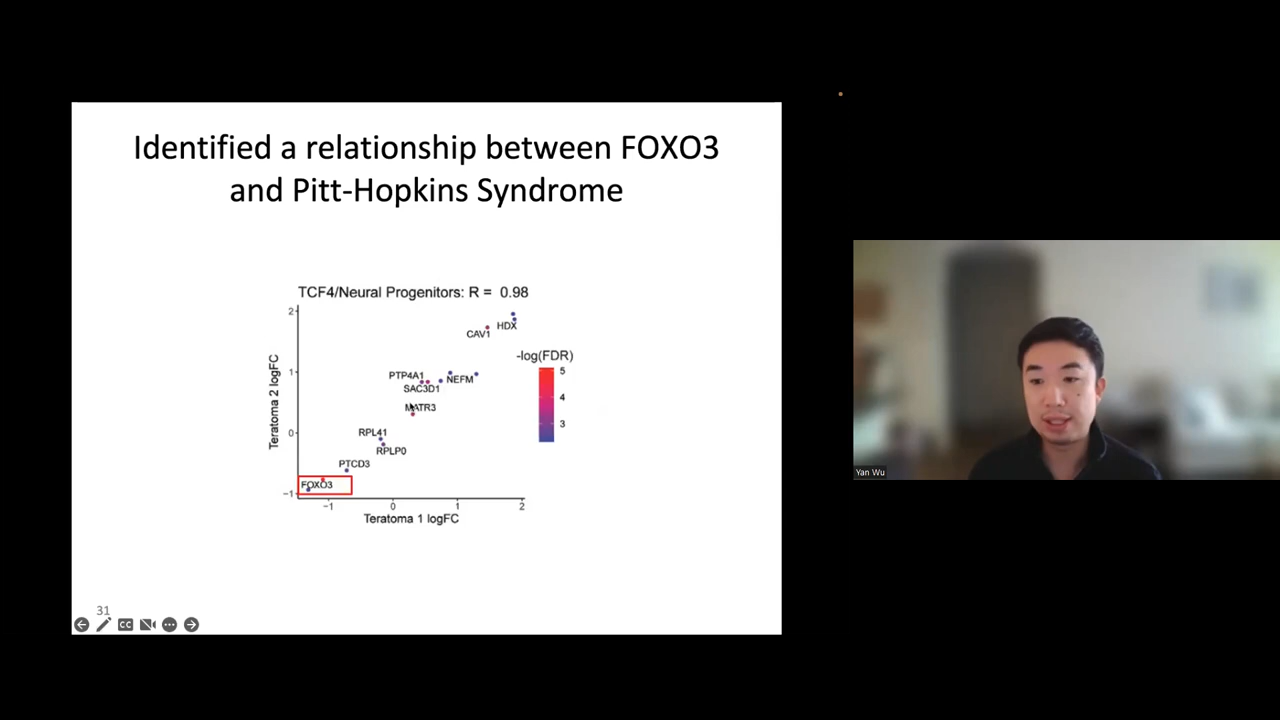 Identified a relationship between FOXO3
and Pitt-Hopkins Syndrome
TCF4/Neural Progenitors: R = 0.98
Teratoma 2 logFC
2
1
0
−1
HDX
CAV1
PTP4A1
NEFM
SAC3D1
MATR3
RPL41
RPLP0
PTCD3
FOXO3
−1
0
1
2
Teratoma 1 logFC
-log(FDR)
5
4
3
31
CC
Yan Wu